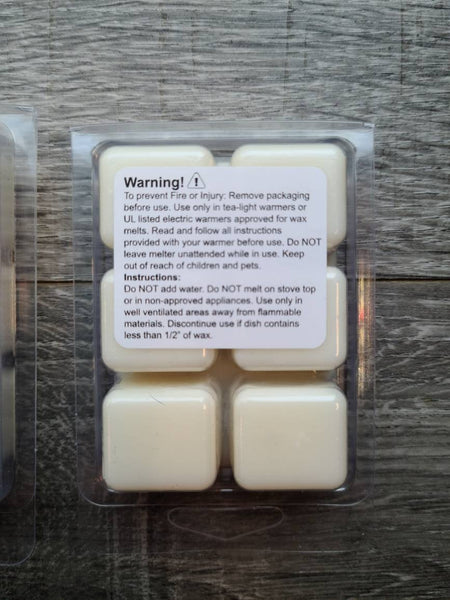 Warning! ⚠
To prevent Fire or Injury: Remove packaging
before use. Use only in tea-light warmers or
UL listed electric warmers approved for wax
melts. Read and follow all instructions
provided with your warmer before use. Do NOT
leave melter unattended while in use. Keep
out of reach of children and pets.
Instructions:
Do NOT add water. Do NOT melt on stove top
or in non-approved appliances. Use only in
well ventilated areas away from flammable
materials. Discontinue use if dish contains
less than 1/2" of wax.